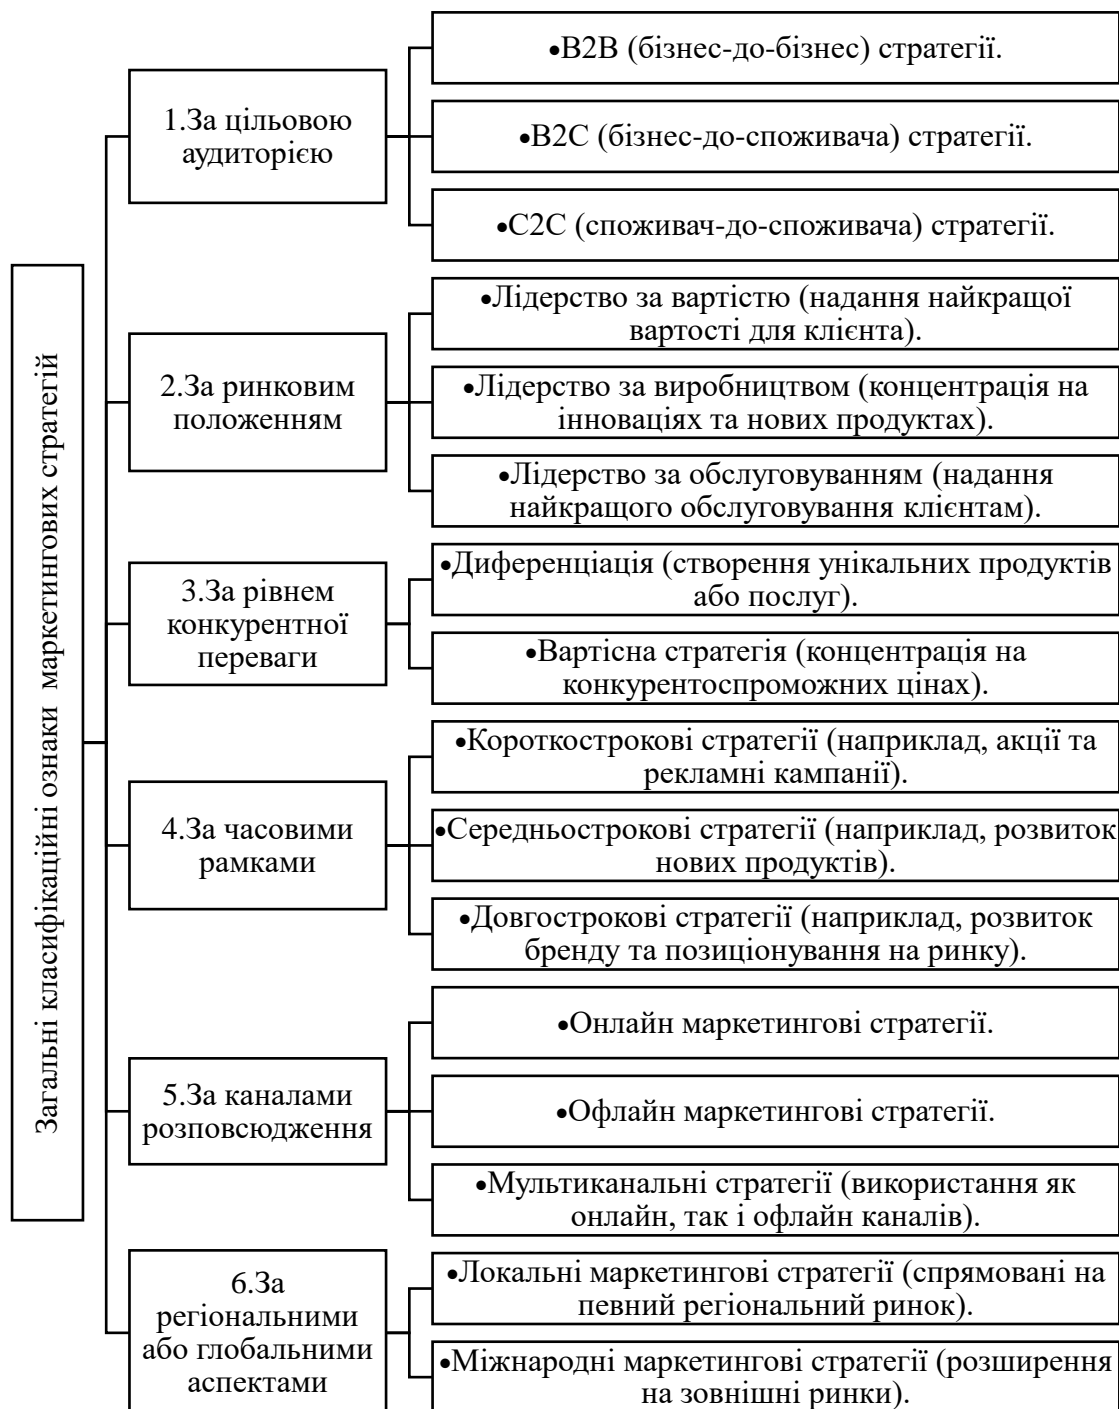 Загальні класифікаційні ознаки маркетингових стратегій
1.За цільовою
аудиторією
•B2B (бізнес-до-бізнес) стратегії.
•B2C (бізнес-до-споживача) стратегії.
•C2C (споживач-до-споживача) стратегії.
2.За ринковим
положенням
•Лідерство за вартістю (надання найкращої
вартості для клієнта).
•Лідерство за виробництвом (концентрація на
інноваціях та нових продуктах).
•Лідерство за обслуговуванням (надання
найкращого обслуговування клієнтам).
3.За рівнем
конкурентної
переваги
•Диференціація (створення унікальних продуктів
або послуг).
•Вартісна стратегія (концентрація на
конкурентоспроможних цінах).
4.За часовими
рамками
•Короткострокові стратегії (наприклад, акції та
рекламні кампанії).
•Середньострокові стратегії (наприклад, розвиток
нових продуктів).
•Довгострокові стратегії (наприклад, розвиток
бренду та позиціонування на ринку).
5.За каналами
розповсюдження
•Онлайн маркетингові стратегії.
•Офлайн маркетингові стратегії.
•Мультиканальні стратегії (використання як
онлайн, так і офлайн каналів).
6.За
регіональними
або глобальними
аспектами
•Локальні маркетингові стратегії (спрямовані на
певний регіональний ринок).
•Міжнародні маркетингові стратегії (розширення
на зовнішні ринки).